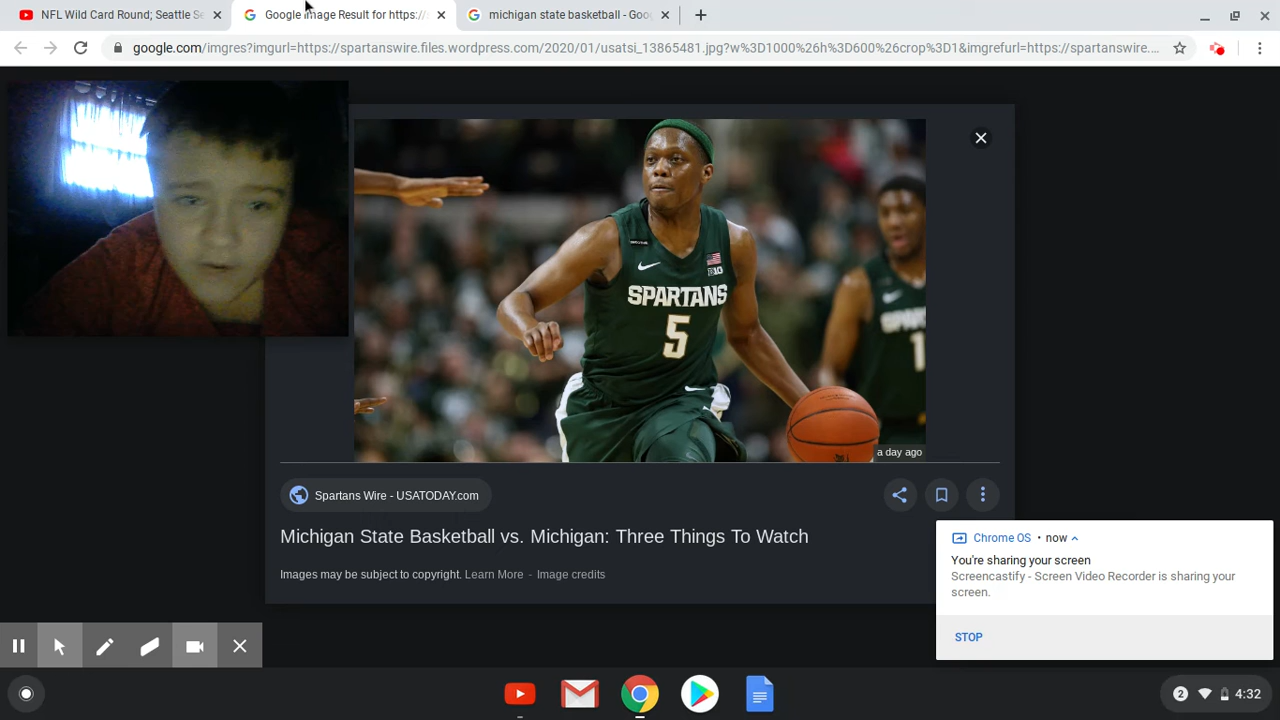 NFL Wild Card Round; Seattle Se
Google Image Result for https://s
michigan state basketball - Goo
google.com/imgres?imgurl=https://spartanswire.files.wordpress.com/2020/01/usatsi_13865481.jpg?w%3D1000%26h%3D600%26crop%3D1&imgrefurl=https://spartanswire....
B1G
SPARTANS
5
SPAR
1
a day ago
Spartans Wire - USATODAY.com
Michigan State Basketball vs. Michigan: Three Things To Watch
Images may be subject to copyright. Learn More - Image credits
Chrome OS • now
You're sharing your screen
Screencastify - Screen Video Recorder is sharing your
screen.
STOP
2
4:32